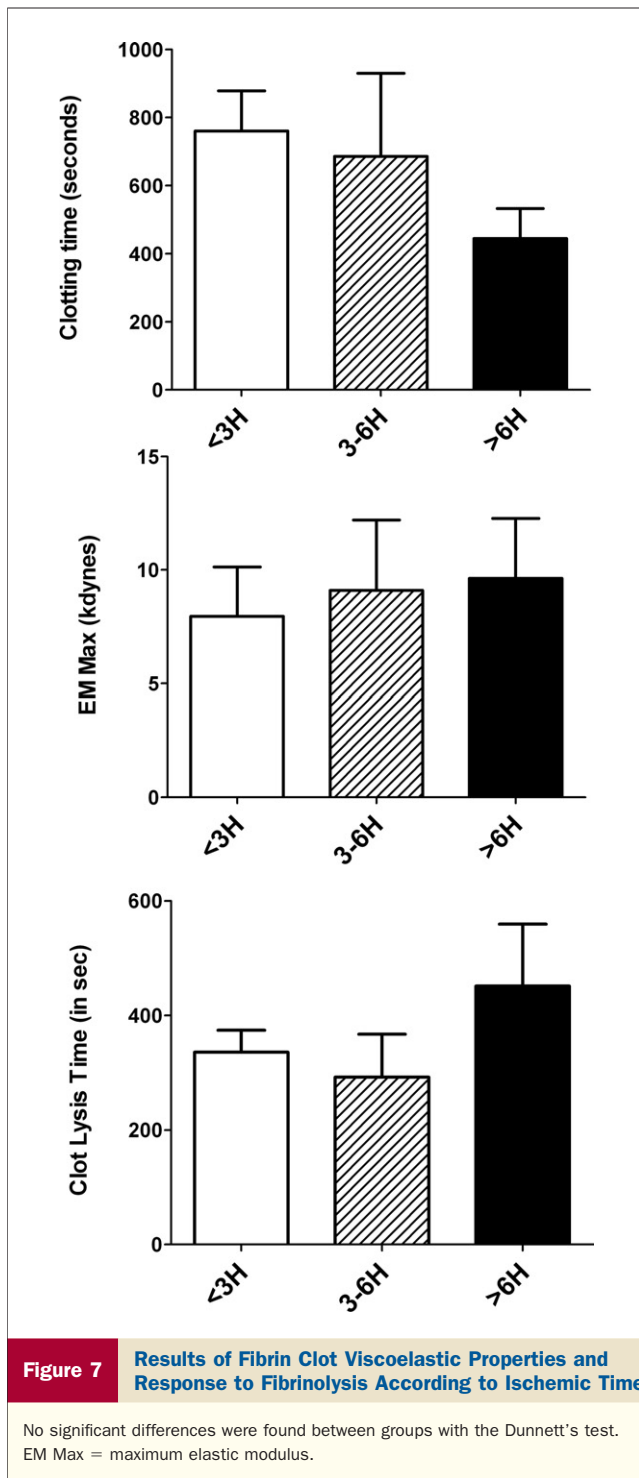 Clotting time (seconds)
1000
800
600
400
200
0
<3H
3-6H
>6H
EM Max (kdynes)
15
10
5
0
<3H
3-6H
>6H
Clot Lysis Time (in sec)
600
400
200
0
<3H
3-6H
>6H
Figure 7
Results of Fibrin Clot Viscoelastic Properties and
Response to Fibrinolysis According to Ischemic Time
No significant differences were found between groups with the Dunnett's test.
EM Max = maximum elastic modulus.